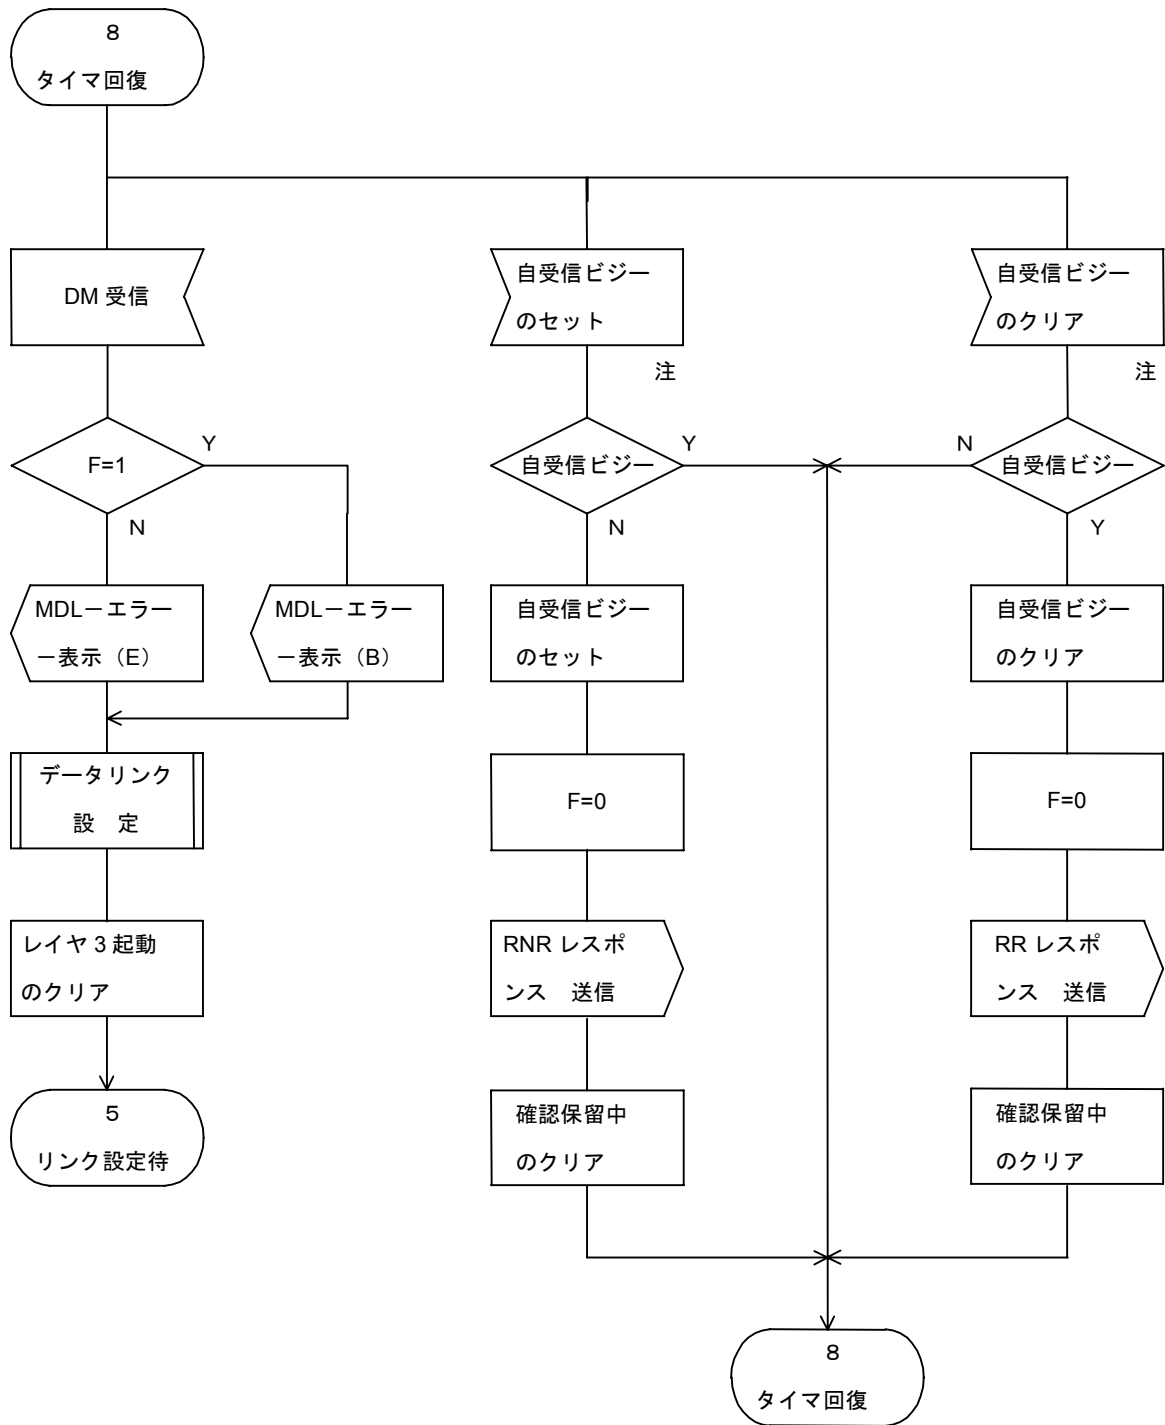 8
タイマ回復
DM 受信
自受信ビジー
のセット
注
自受信ビジー
のクリア
注
F=1
Y
N
自受信ビジー
Y
N
自受信ビジー
N
Y
MDLーエラー
ー表示（E）
MDLーエラー
ー表示（B）
自受信ビジー
のセット
自受信ビジー
のクリア
データリンク
設　定
F=0
F=0
レイヤ 3 起動
のクリア
RNR レスポ
ンス　送信
RR レスポ
ンス　送信
5
リンク設定待
確認保留中
のクリア
確認保留中
のクリア
8
タイマ回復